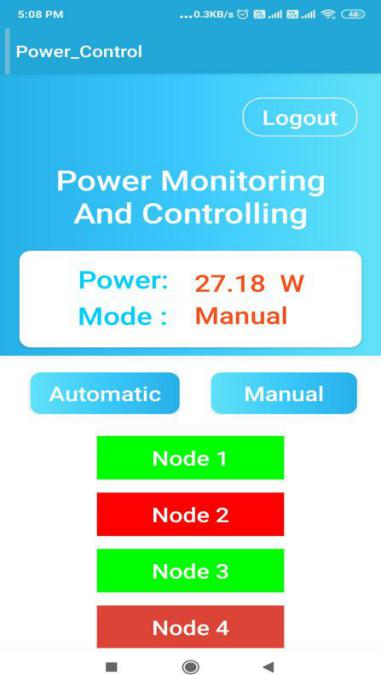 5:08 PM
...0.3KB/s
46
Power_Control
Logout
Power Monitoring
And Controlling
Power: 27.18 W
Mode : Manual
Automatic Manual
Node 1
Node 2
Node 3
Node 4